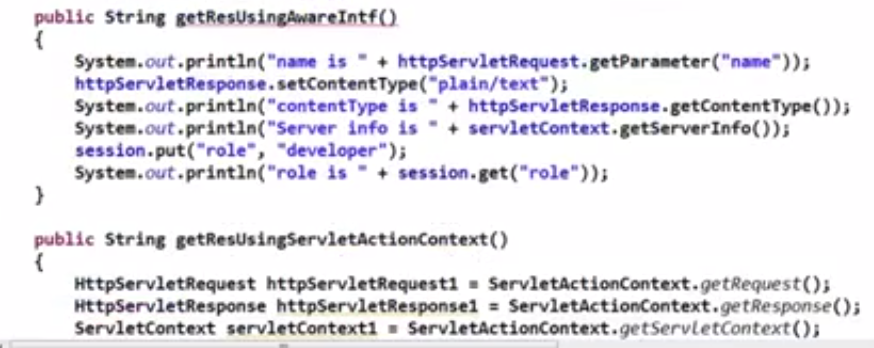 public String getResUsingAwareIntf()
{
System.out.println("name is " + httpServletRequest.getParameter("name"));
httpServletResponse.setContentType("plain/text");
System.out.println("contentType is " + httpServletResponse.getContentType());
System.out.println("Server info is " + servletContext.getServerInfo());
session.put("role", "developer");
System.out.println("role is " + session.get("role"));
}
public String getResUsingServletActionContext()
{
HttpServletRequest httpServletRequest1 = ServletActionContext.getRequest();
HttpServletResponse httpServletResponse1 = ServletActionContext.getResponse();
ServletContext servletContext1 = ServletActionContext.getServletContext();